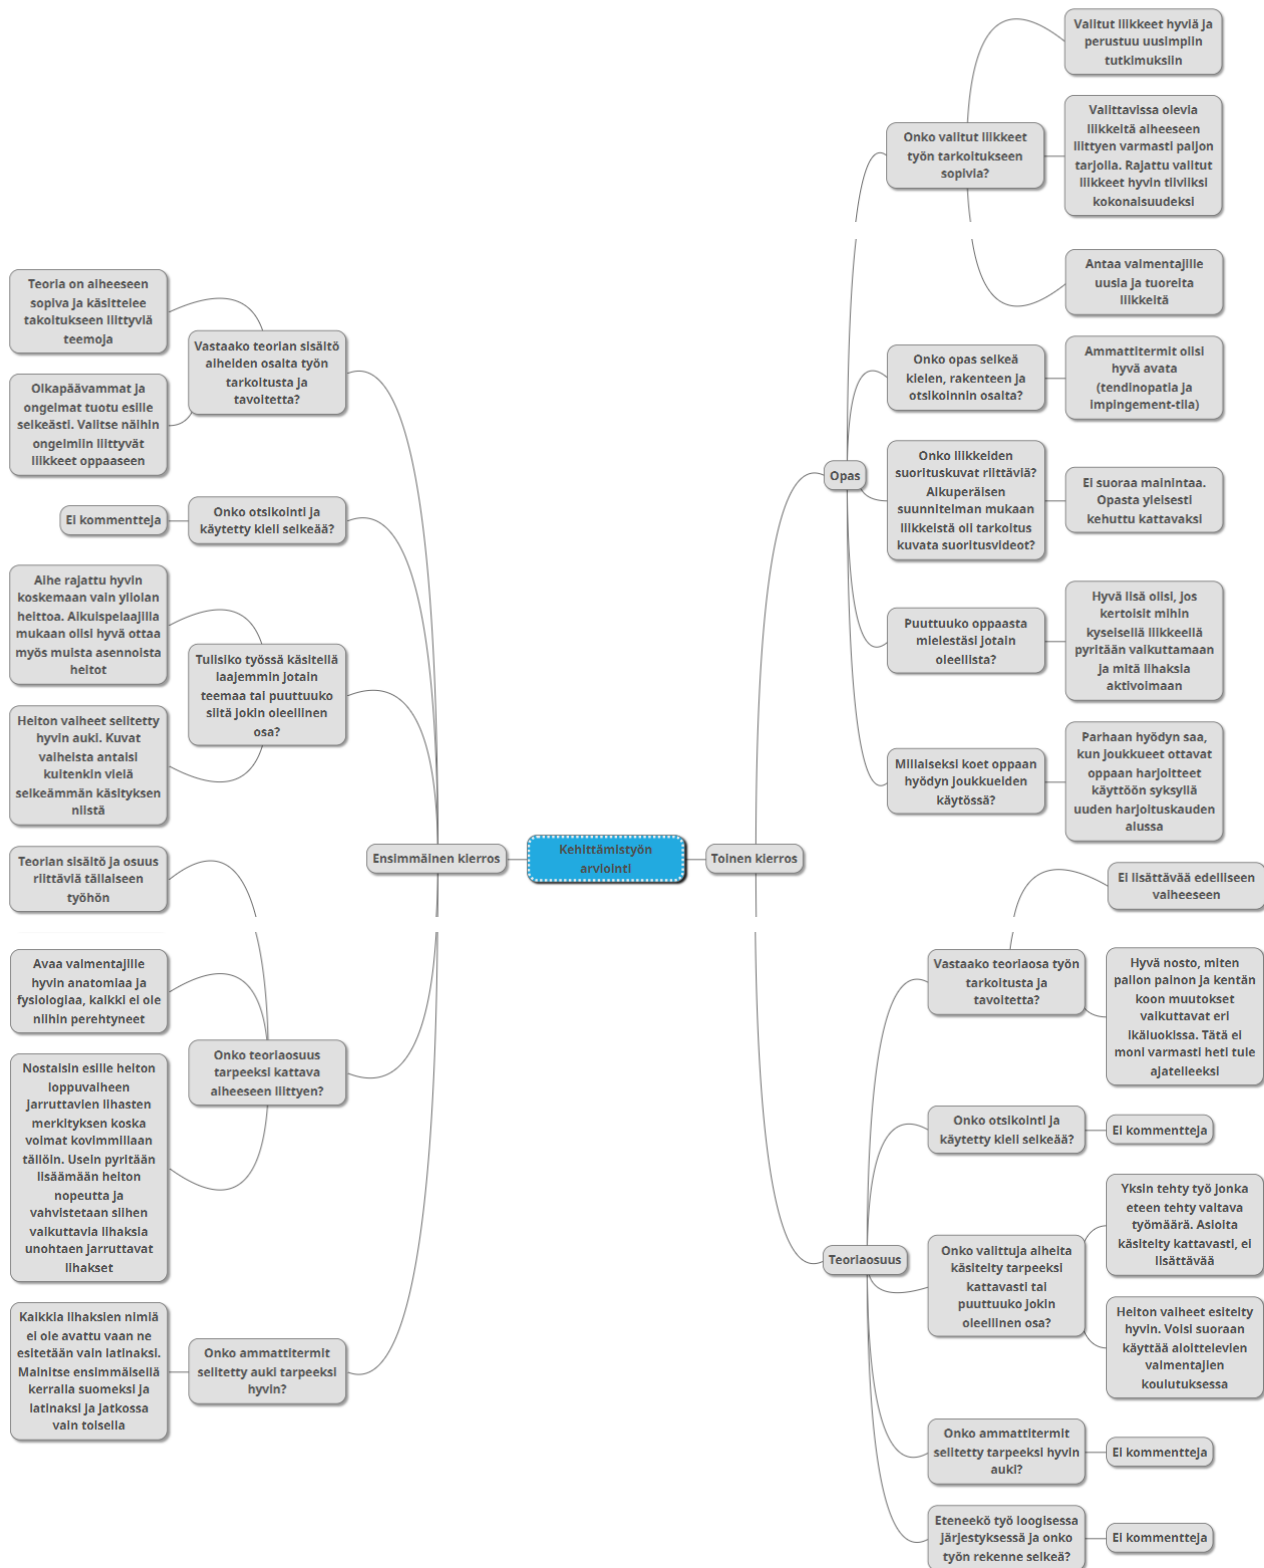 Kehittämistyön
arviointi
Ensimmäinen kierros
Vastaako teorian sisältö
aiheiden osalta työn
tarkoitusta ja
tavoitetta?
Teoria on aiheeseen
sopiva ja käsittelee
takoitukseen liittyviä
teemoja
Olkapäävammat ja
ongelmat tuotu esille
selkeästi. Valitse näihin
ongelmiin liittyvät
liikkeet oppaaseen
Onko otsikointi ja
käytetty kieli selkeää?
Ei kommentteja
Tulisiko työssä käsitellä
laajemmin jotain
teemaa tai puuttuuko
siitä jokin oleellinen
osa?
Aihe rajattu hyvin
koskemaan vain yliolan
heittoa. Aikuispelaajilla
mukaan olisi hyvä ottaa
myös muista asennoista
heitot
Heiton vaiheet selitetty
hyvin auki. Kuvat
vaiheista antaisi
kuitenkin vielä
selkeämmän käsityksen
niistä
Onko teoriaosuus
tarpeeksi kattava
aiheeseen liittyen?
Teorian sisältö ja osuus
riittäviä tällaiseen
työhön
Avaa valmentajille
hyvin anatomiaa ja
fysiologiaa, kaikki ei ole
niihin perehtyneet
Nostaisin esille heiton
loppuvaiheen
jarruttavien lihasten
merkityksen koska
voimat kovimmillaan
tällöin. Usein pyritään
lisäämään heiton
nopeutta ja
vahvistetaan siihen
vaikuttavia lihaksia
unohtaen jarruttavat
lihakset
Onko ammattitermit
selitetty auki tarpeeksi
hyvin?
Kaikkia lihaksien nimiä
ei ole avattu vaan ne
esitetään vain latinaksi.
Mainitse ensimmäisellä
kerralla suomeksi ja
latinaksi ja jatkossa
vain toisella
Toinen kierros
Opas
Onko valitut liikkeet
työn tarkoitukseen
sopivia?
Valitut liikkeet hyviä ja
perustuu uusimpiin
tutkimuksiin
Valittavissa olevia
liikkeitä aiheeseen
liittyen varmasti paljon
tarjolla. Rajattu valitut
liikkeet hyvin tiiviiksi
kokonaisuudeksi
Antaa valmentajille
uusia ja tuoreita
liikkeitä
Onko opas selkeä
kielen, rakenteen ja
otsikoinnin osalta?
Ammattitermit olisi
hyvä avata
(tendinopatia ja
impingement-tila)
Onko liikkeiden
suorituskuvat riittäviä?
Alkuperäisen
suunnitelman mukaan
liikkeistä oli tarkoitus
kuvata suoritusvideot?
Ei suoraa mainintaa.
Opasta yleisesti
kehuttu kattavaksi
Puuttuuko oppaasta
mielestäsi jotain
oleellista?
Hyvä lisä olisi, jos
kertoisit mihin
kyseisellä liikkeellä
pyritään vaikuttamaan
ja mitä lihaksia
aktivoimaan
Millaiseksi koet oppaan
hyödyn joukkueiden
käytössä?
Parhaan hyödyn saa,
kun joukkueet ottavat
oppaan harjoitteet
käyttöön syksyllä
uuden harjoituskauden
alussa
Teoriaosuus
Vastaako teoriaosa työn
tarkoitusta ja
tavoitetta?
Ei lisättävää edelliseen
vaiheeseen
Hyvä nosto, miten
pallon painon ja kentän
koon muutokset
vaikuttavat eri
ikäluokissa. Tätä ei
moni varmasti heti tule
ajatelleeksi
Onko otsikointi ja
käytetty kieli selkeää?
Ei kommentteja
Onko valittuja aiheita
käsitelty tarpeeksi
kattavasti tai
puuttuuko jokin
oleellinen osa?
Yksin tehty työ jonka
eteen tehty valtava
työmäärä. Asioita
käsitelty kattavasti, ei
lisättävää
Heiton vaiheet esitelty
hyvin. Voisi suoraan
käyttää aloittelevien
valmentajien
koulutuksessa
Onko ammattitermit
selitetty tarpeeksi hyvin
auki?
Ei kommentteja
Eteneekö työ loogisessa
järjestyksessä ja onko
työn rekenne selkeä?
Ei kommentteja